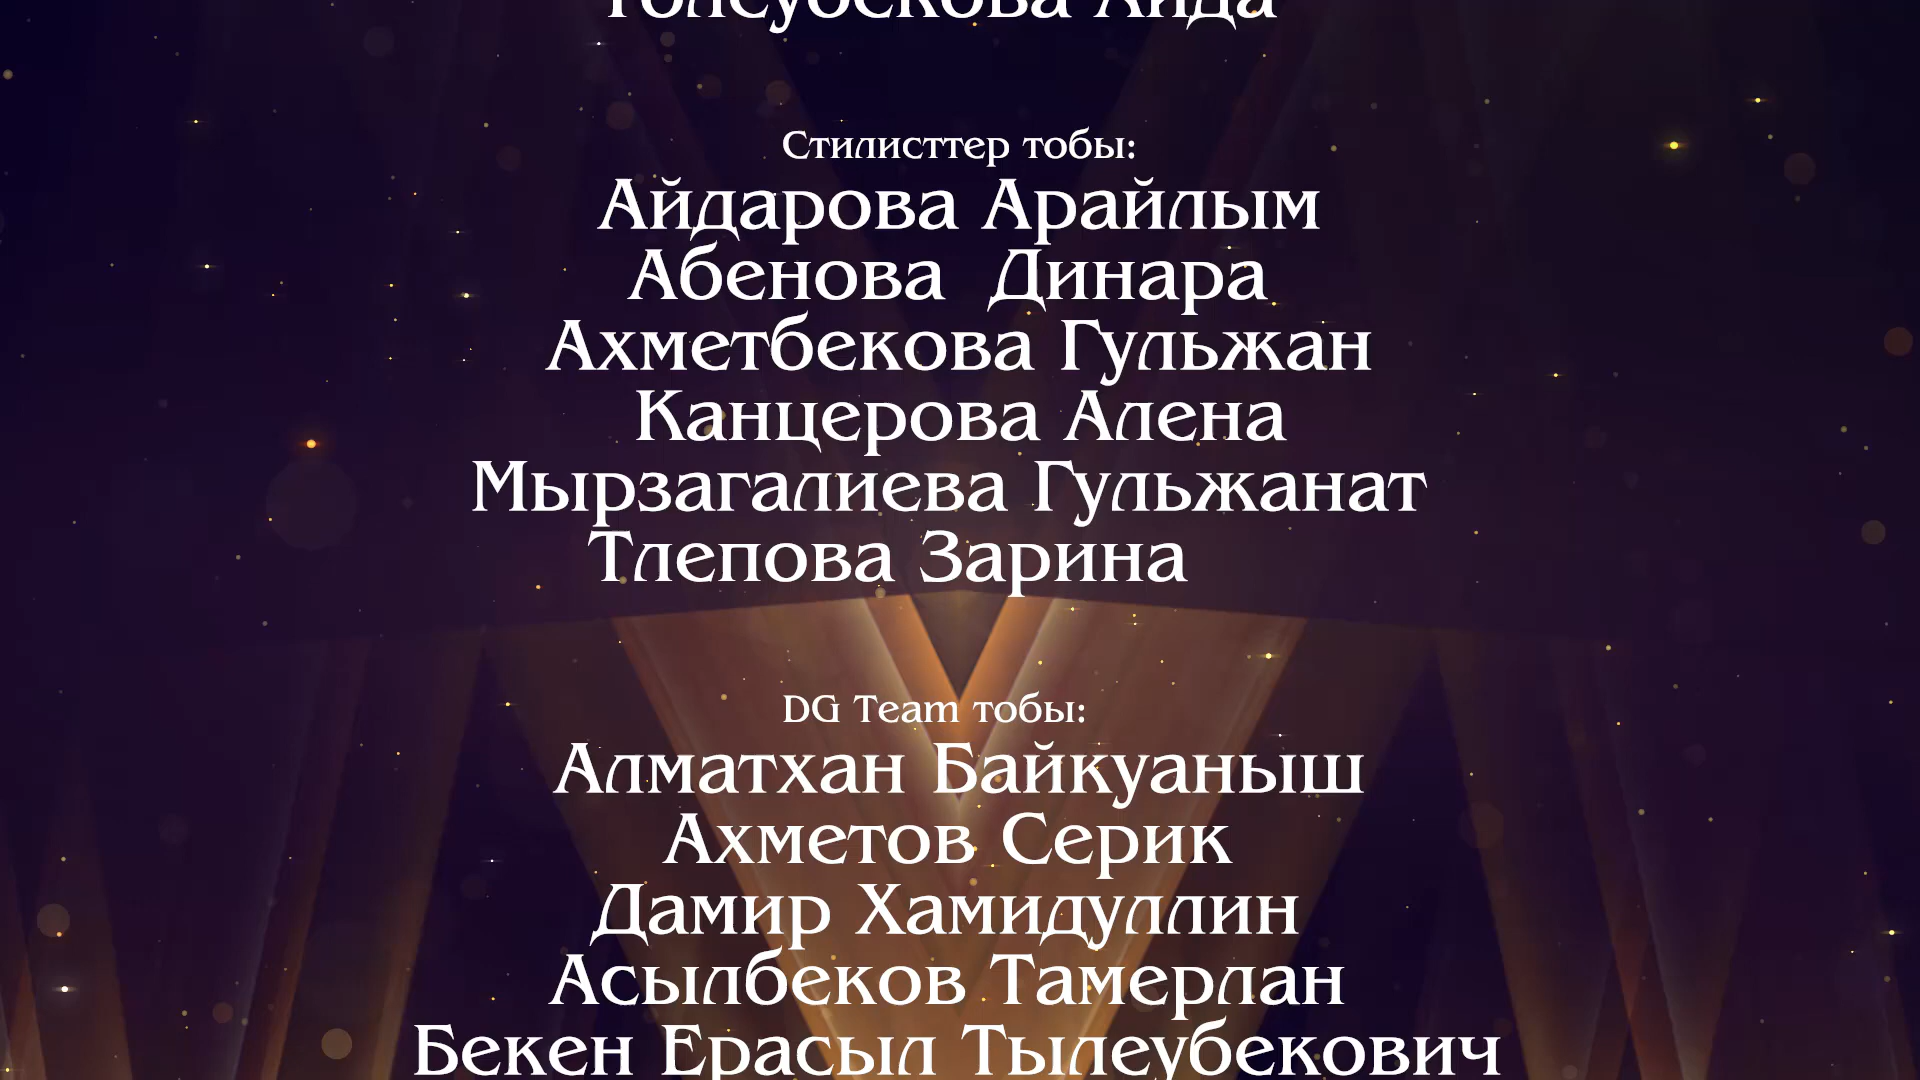 Айда
Стилисттер тобы:
Айдарова Арайлым
Абенова Динара
Ахметбекова Гульжан
Канцерова Алена
Мырзагалиева Гульжанат
Тлепова Зарина
DG Team тобы:
Алматхан Байкуаныш
Ахметов Серик
Дамир Хамидуллин
Асылбеков Тамерлан
Бекен Ерасыл Тылеубекович